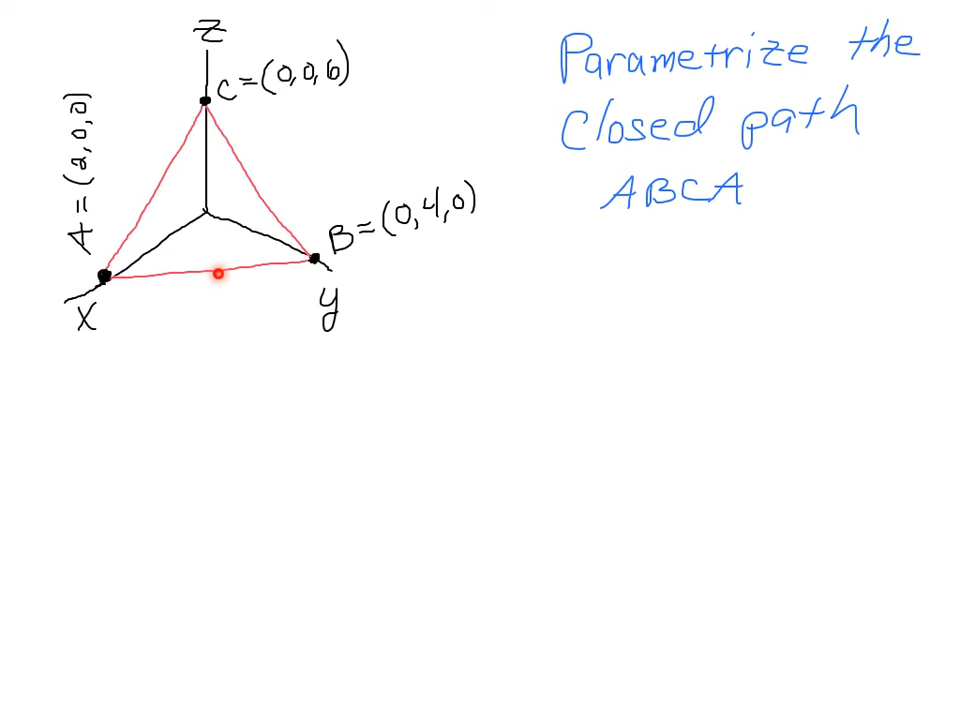 Z
C=(0,0,6)
A=(2,0,0)
B=(0,4,0)
X
y
Parametrize the
Closed path
ABCA